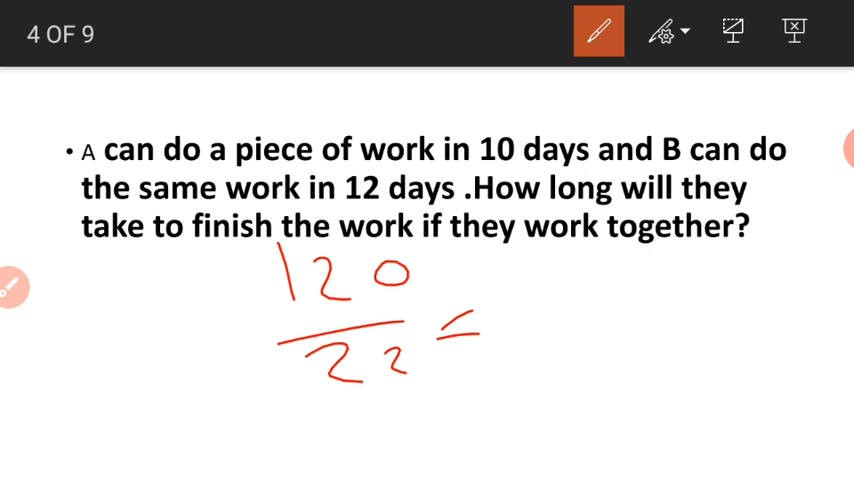 4 OF 9
• A can do a piece of work in 10 days and B can do
the same work in 12 days .How long will they
take to finish the work if they work together?
120
22 =